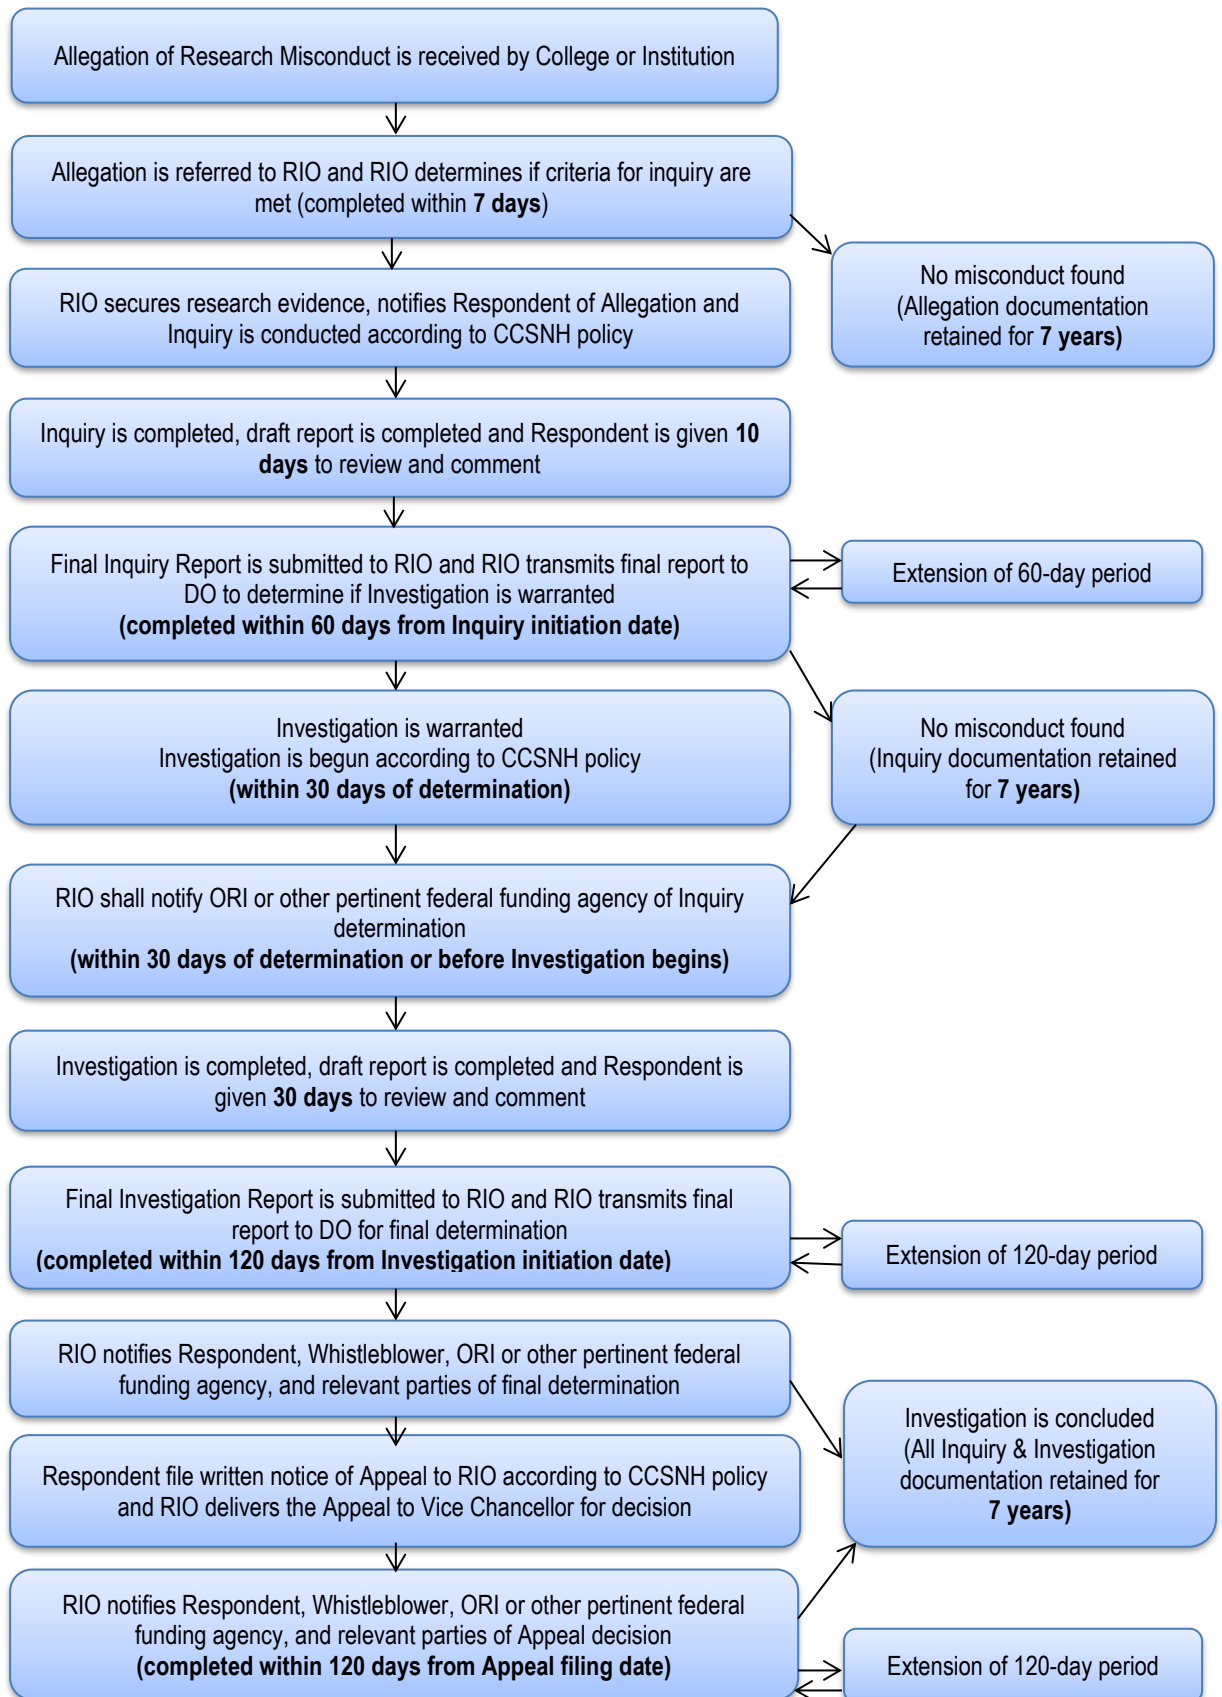 Allegation of Research Misconduct is received by College or Institution
Allegation is referred to RIO and RIO determines if criteria for inquiry are
met (completed within 7 days)
No misconduct found
(Allegation documentation
retained for 7 years)
RIO secures research evidence, notifies Respondent of Allegation and
Inquiry is conducted according to CCSNH policy
Inquiry is completed, draft report is completed and Respondent is given 10
days to review and comment
Final Inquiry Report is submitted to RIO and RIO transmits final report to
DO to determine if Investigation is warranted
(completed within 60 days from Inquiry initiation date)
Extension of 60-day period
Investigation is warranted
Investigation is begun according to CCSNH policy
(within 30 days of determination)
No misconduct found
(Inquiry documentation retained
for 7 years)
RIO shall notify ORI or other pertinent federal funding agency of Inquiry
determination
(within 30 days of determination or before Investigation begins)
Investigation is completed, draft report is completed and Respondent is
given 30 days to review and comment
Final Investigation Report is submitted to RIO and RIO transmits final
report to DO for final determination
(completed within 120 days from Investigation initiation date)
Extension of 120-day period
RIO notifies Respondent, Whistleblower, ORI or other pertinent federal
funding agency, and relevant parties of final determination
Investigation is concluded
(All Inquiry & Investigation
documentation retained for
7 years)
Respondent file written notice of Appeal to RIO according to CCSNH policy
and RIO delivers the Appeal to Vice Chancellor for decision
RIO notifies Respondent, Whistleblower, ORI or other pertinent federal
funding agency, and relevant parties of Appeal decision
(completed within 120 days from Appeal filing date)
Extension of 120-day period